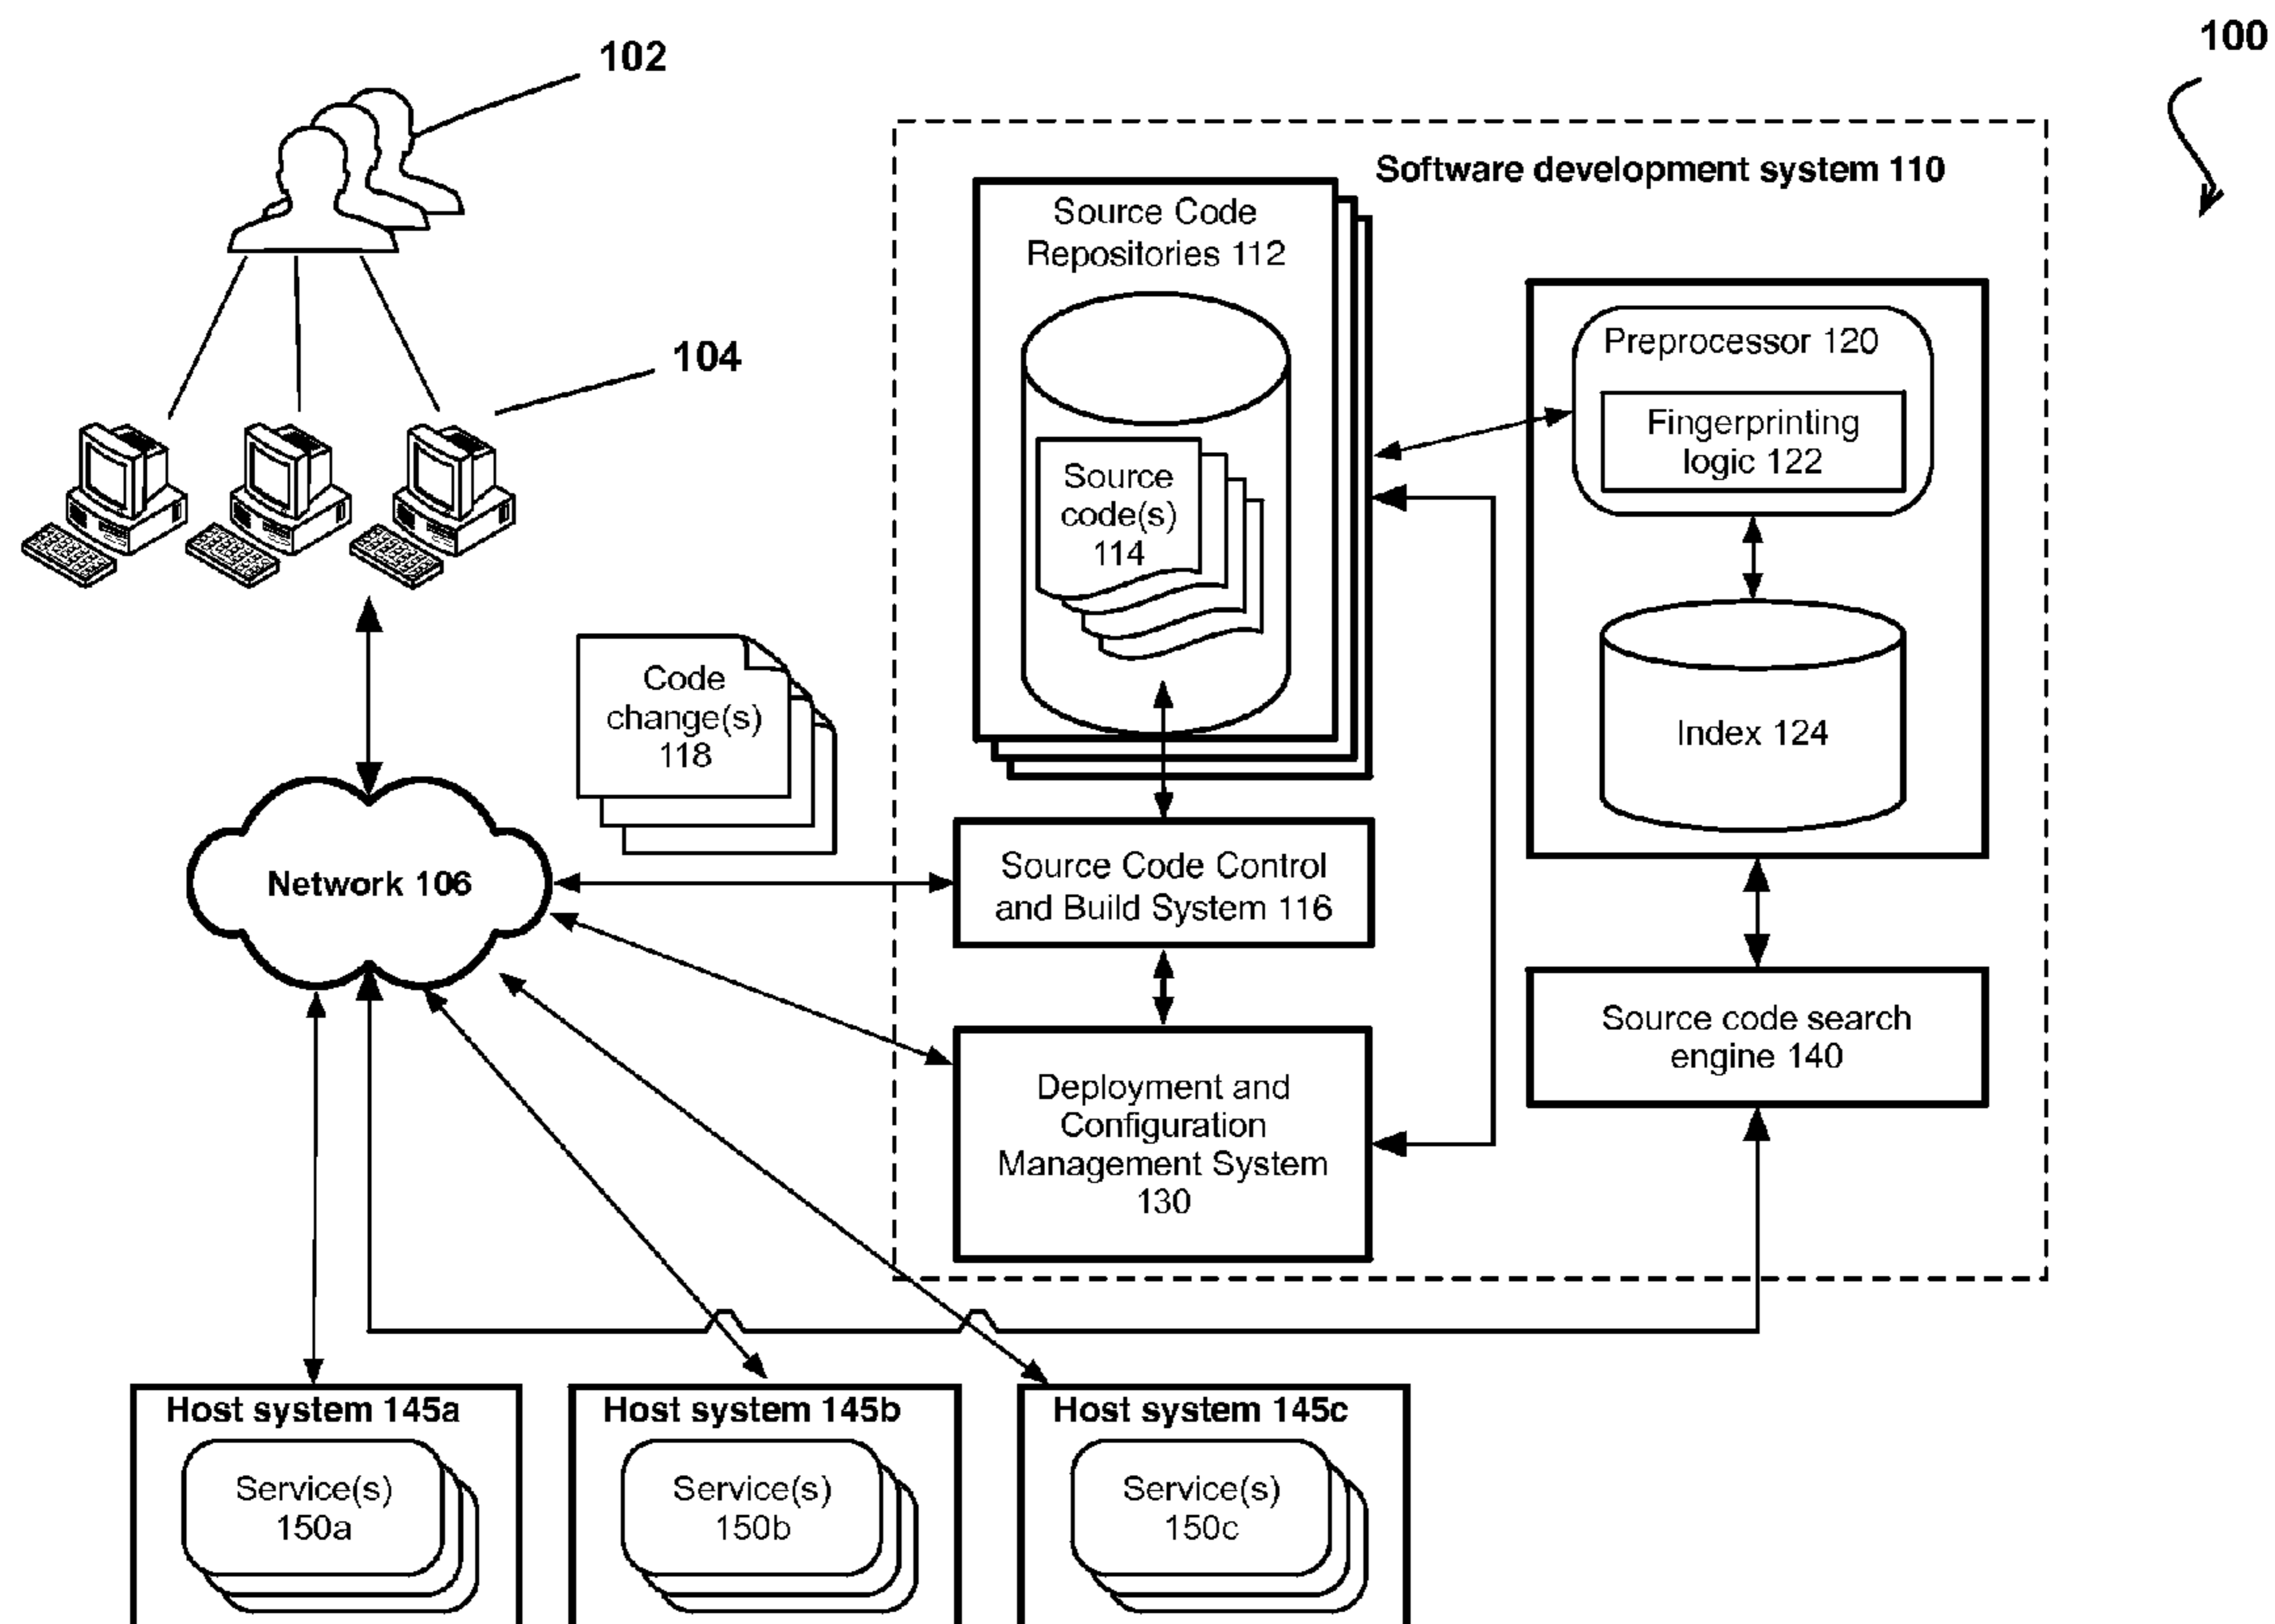 100
102
Software development system 110
Source Code
Repositories 112
Preprocessor 120
104
Fingerprinting
logic 122
Source
code(s)
114
Code
change(s)
118
Index 124
Network 106
Source Code Control
and Build System 116
Source code search
engine 140
Deployment and
Configuration
Management System
130
Host system 145a
Service(s)
150a
Host system 145b
Service(s)
150b
Host system 145c
Service(s)
150c